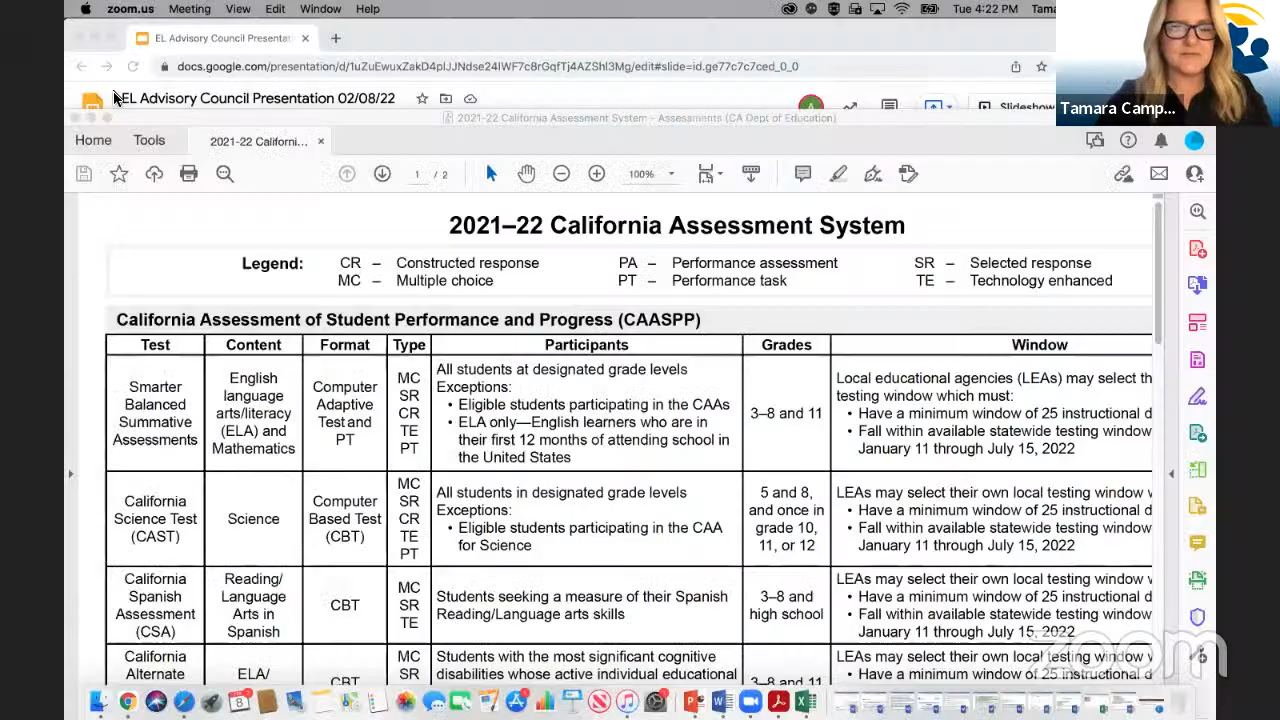 zoom.us Meeting View Edit Window Help Tue 4:22 PM Tama
EL Advisory Council Presentat
docs.google.com/presentation/d/
/edit#slide=id.ge77c7c7ced_0_0
EL Advisory Council Presentation 02/08/22
Slideshow
Tamara Camp...
2021-22 California Assessment System - Assessments (CA Dept of Education)
Home Tools 2021-22 Californi...
1 / 2 100%
2021–22 California Assessment System
Legend: CR – Constructed response PA – Performance assessment SR – Selected response
MC – Multiple choice PT – Performance task TE – Technology enhanced
California Assessment of Student Performance and Progress (CAASPP)
Test Content Format Type Participants Grades Window
Smarter
Balanced
Summative
Assessments
English
language
arts/literacy
(ELA) and
Mathematics
Computer
Adaptive
Test and
PT
MC
SR
CR
TE
PT
All students at designated grade levels
Exceptions:
• Eligible students participating in the CAAs
• ELA only—English learners who are in
their first 12 months of attending school in
the United States
3–8 and 11
Local educational agencies (LEAs) may select th
testing window which must:
• Have a minimum window of 25 instructional d
• Fall within available statewide testing window
January 11 through July 15, 2022
California
Science Test
(CAST)
Science
Computer
Based Test
(CBT)
MC
SR
CR
TE
PT
All students in designated grade levels
Exceptions:
• Eligible students participating in the CAA
for Science
5 and 8,
and once in
grade 10,
11, or 12
LEAs may select their own local testing window w
• Have a minimum window of 25 instructional d
• Fall within available statewide testing window
January 11 through July 15, 2022
California
Spanish
Assessment
(CSA)
Reading/
Language
Arts in
Spanish
CBT
MC
SR
TE
Students seeking a measure of their Spanish
Reading/Language arts skills
3–8 and
high school
LEAs may select their own local testing window w
• Have a minimum window of 25 instructional d
• Fall within available statewide testing window
January 11 through July 15, 2022
California
Alternate
ELA/
CBT
MC
SR
Students with the most significant cognitive
disabilities whose active individual educational
3–8 and 11
LEAs may select their own local testing window w
• Have a minimum window of 25 instructional d
zoom